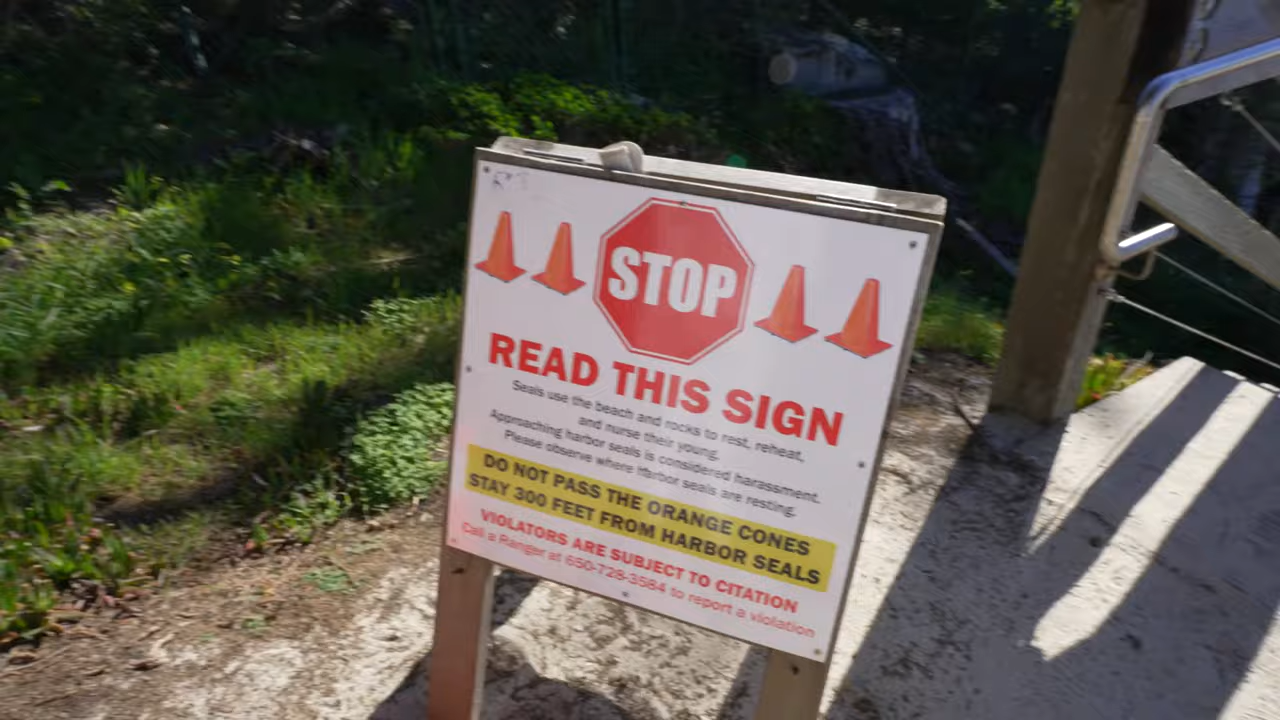 STOP
READ THIS SIGN
Seals use the beach and rocks to rest, reheat,
and nurse their young.
Approaching harbor seals is considered harassment.
Please observe where harbor seals are resting.
DO NOT PASS THE ORANGE CONES
STAY 300 FEET FROM HARBOR SEALS
VIOLATORS ARE SUBJECT TO CITATION
Call a Ranger at 650-728-3584 to report a violation